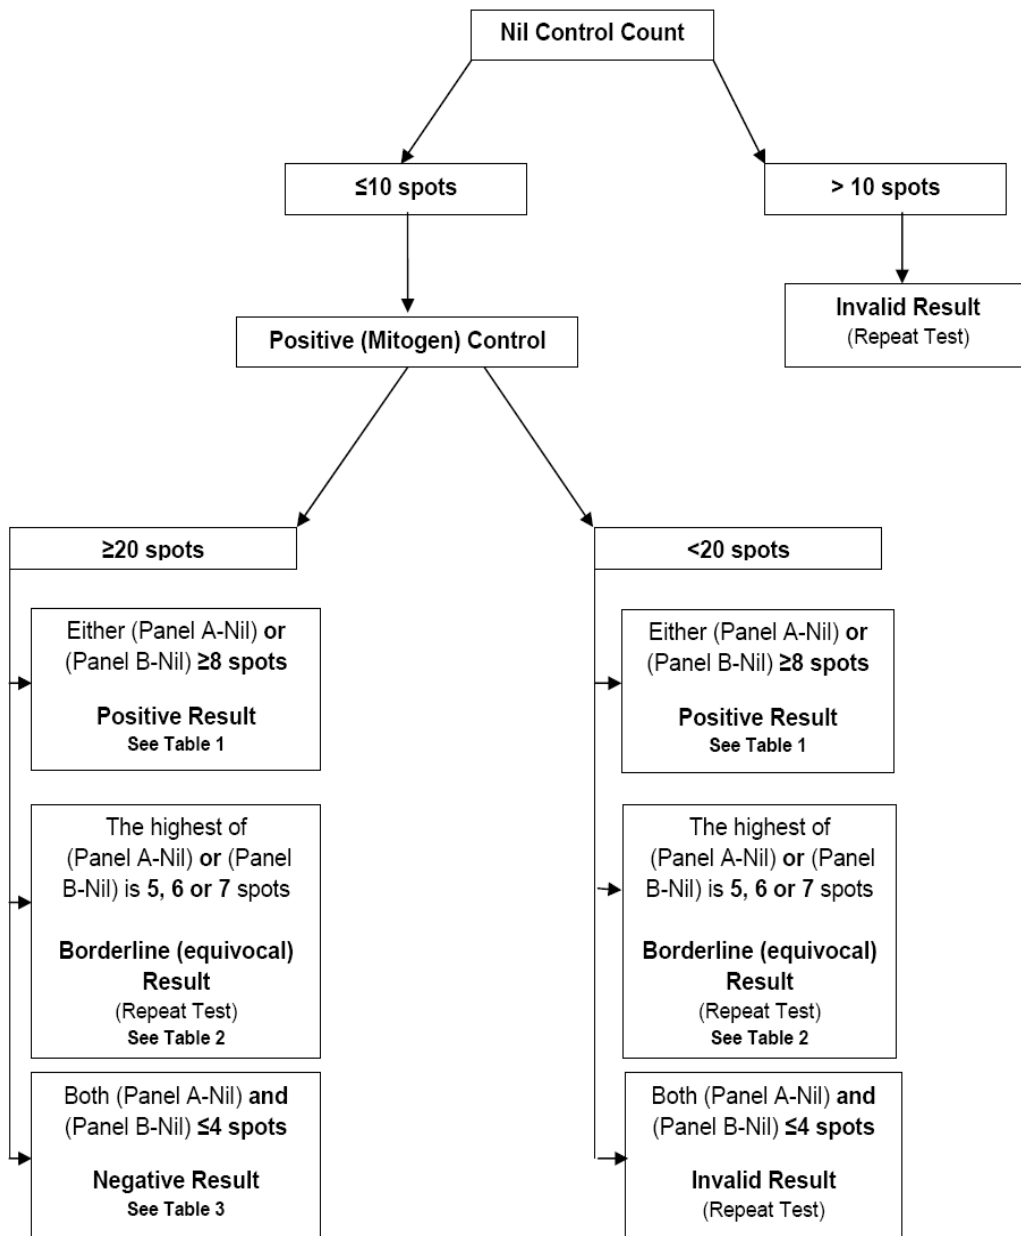 Nil Control Count
≤10 spots
> 10 spots
Invalid Result
(Repeat Test)
Positive (Mitogen) Control
≥20 spots
<20 spots
Either (Panel A-Nil) or
(Panel B-Nil) ≥8 spots
Positive Result
See Table 1
Either (Panel A-Nil) or
(Panel B-Nil) ≥8 spots
Positive Result
See Table 1
The highest of
(Panel A-Nil) or (Panel
B-Nil) is 5, 6 or 7 spots
Borderline (equivocal)
Result
(Repeat Test)
See Table 2
The highest of
(Panel A-Nil) or (Panel
B-Nil) is 5, 6 or 7 spots
Borderline (equivocal)
Result
(Repeat Test)
See Table 2
Both (Panel A-Nil) and
(Panel B-Nil) ≤4 spots
Negative Result
See Table 3
Both (Panel A-Nil) and
(Panel B-Nil) ≤4 spots
Invalid Result
(Repeat Test)